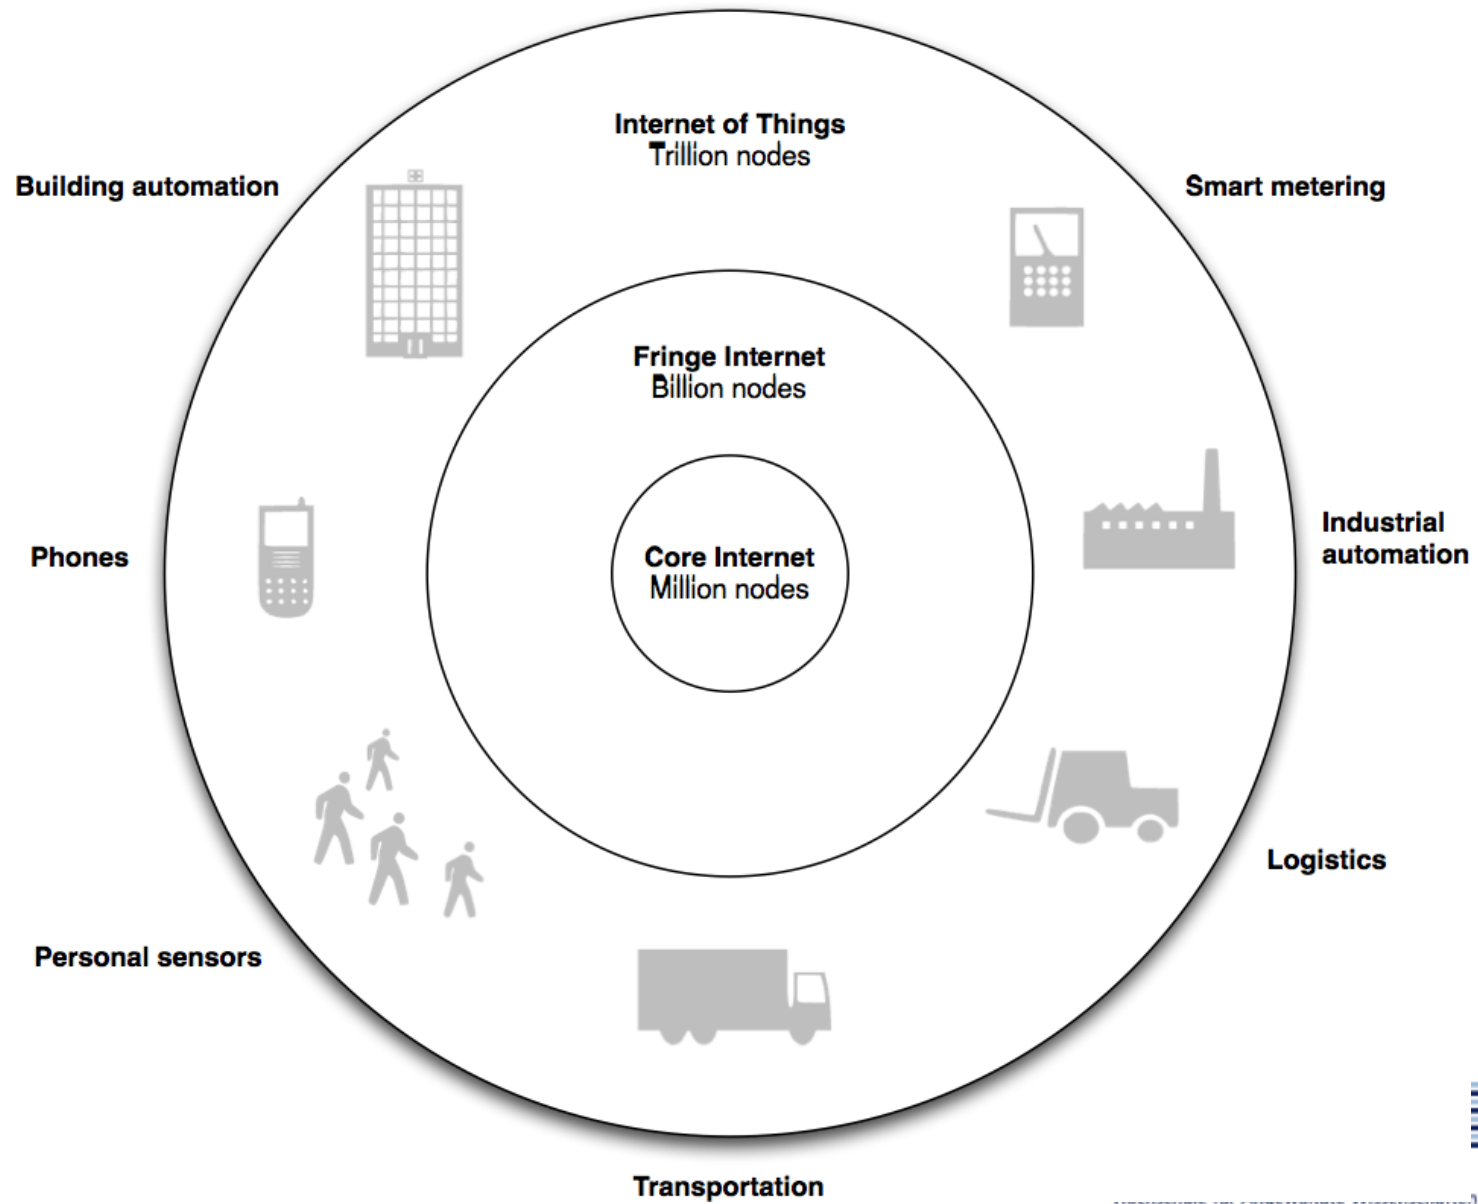 Internet of Things
Trillion nodes
Building automation
Smart metering
Fringe Internet
Billion nodes
Core Internet
Million nodes
Phones
Industrial
automation
Personal sensors
Logistics
Transportation